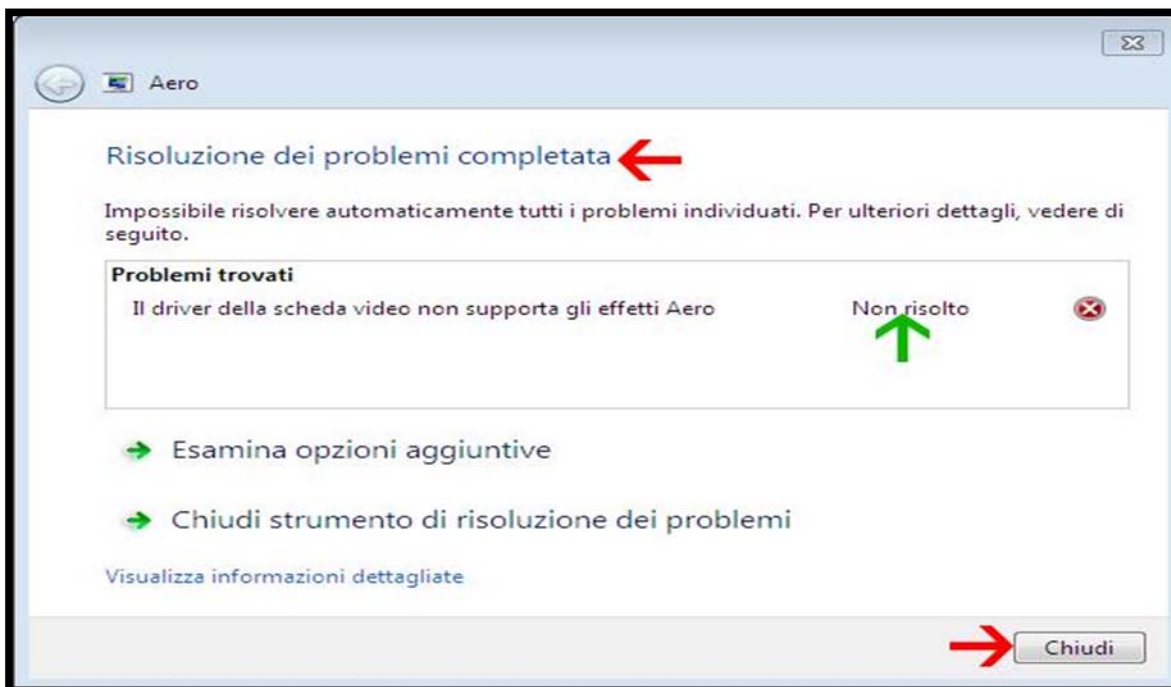 Aero
Risoluzione dei problemi completata
Impossibile risolvere automaticamente tutti i problemi individuati. Per ulteriori dettagli, vedere di
seguito.
Problemi trovati
Il driver della scheda video non supporta gli effetti Aero Non risolto
Esamina opzioni aggiuntive
Chiudi strumento di risoluzione dei problemi
Visualizza informazioni dettagliate
Chiudi